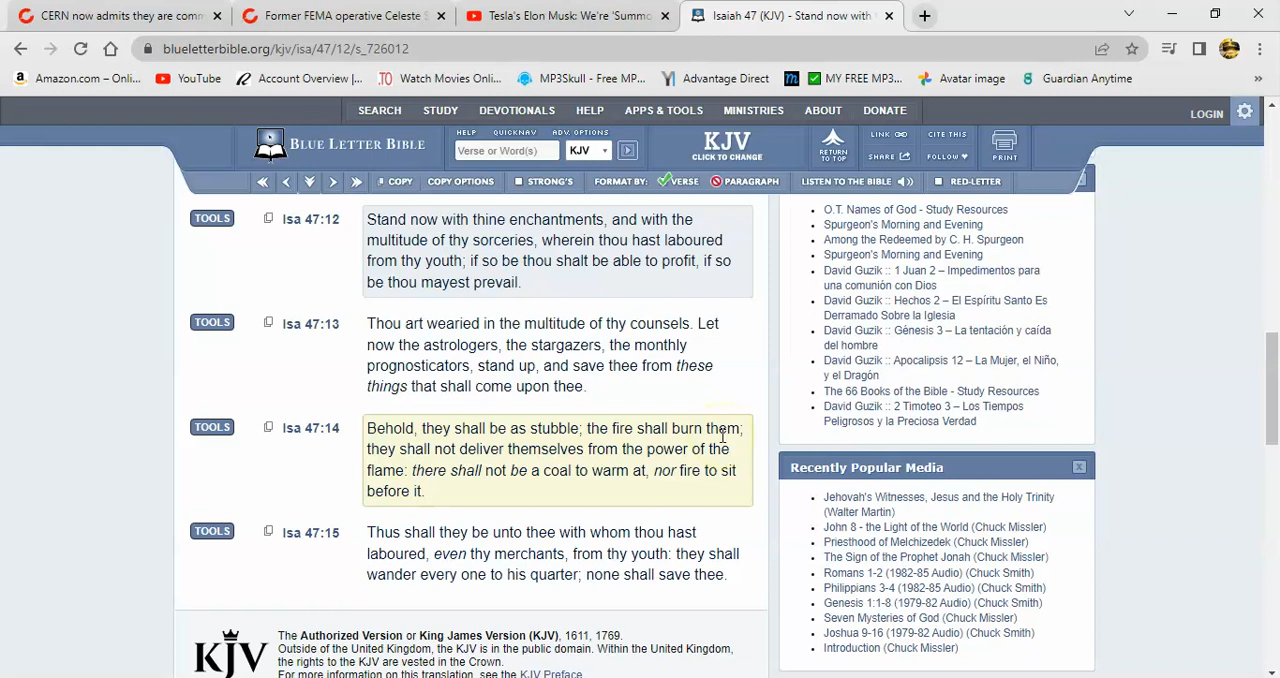 CERN now admits they are comm
Former FEMA operative Celeste S
Tesla's Elon Musk: We're 'Summo
Isaiah 47 (KJV) - Stand now with
blueletterbible.org/kjv/isa/47/12/s_726012
Amazon.com – Onli...
YouTube
Account Overview |...
Watch Movies Onlin...
MP3Skull - Free MP...
Advantage Direct
MY FREE MP3...
Avatar image
Guardian Anytime
»
SEARCH
STUDY
DEVOTIONALS
HELP
APPS & TOOLS
MINISTRIES
ABOUT
DONATE
LOGIN
BLUE LETTER BIBLE
HELP QUICKNAV ADV. OPTIONS
Verse or Word(s)
KJV
KJV
CLICK TO CHANGE
RETURN
TO TOP
LINK
SHARE
CITE THIS
FOLLOW
PRINT
COPY
COPY OPTIONS
STRONG'S
FORMAT BY:
VERSE
PARAGRAPH
LISTEN TO THE BIBLE
RED-LETTER
TOOLS
Isa 47:12
Stand now with thine enchantments, and with the
multitude of thy sorceries, wherein thou hast laboured
from thy youth; if so be thou shalt be able to profit, if so
be thou mayest prevail.
TOOLS
Isa 47:13
Thou art wearied in the multitude of thy counsels. Let
now the astrologers, the stargazers, the monthly
prognosticators, stand up, and save thee from these
things that shall come upon thee.
TOOLS
Isa 47:14
Behold, they shall be as stubble; the fire shall burn them;
they shall not deliver themselves from the power of the
flame: there shall not be a coal to warm at, nor fire to sit
before it.
TOOLS
Isa 47:15
Thus shall they be unto thee with whom thou hast
laboured, even thy merchants, from thy youth: they shall
wander every one to his quarter; none shall save thee.
KJV
The Authorized Version or King James Version (KJV), 1611, 1769.
Outside of the United Kingdom, the KJV is in the public domain. Within the United Kingdom,
the rights to the KJV are vested in the Crown.
For more information on this translation, see the KJV Preface.
O.T. Names of God - Study Resources
Spurgeon's Morning and Evening
Among the Redeemed by C. H. Spurgeon
Spurgeon's Morning and Evening
David Guzik :: 1 Juan 2 – Impedimentos para
una comunión con Dios
David Guzik :: Hechos 2 – El Espíritu Santo Es
Derramado Sobre la Iglesia
David Guzik :: Génesis 3 – La tentación y caída
del hombre
David Guzik :: Apocalipsis 12 – La Mujer, el Niño,
y el Dragón
The 66 Books of the Bible - Study Resources
David Guzik :: 2 Timoteo 3 – Los Tiempos
Peligrosos y la Preciosa Verdad
Recently Popular Media
Jehovah's Witnesses, Jesus and the Holy Trinity
(Walter Martin)
John 8 - the Light of the World (Chuck Missler)
Priesthood of Melchizedek (Chuck Missler)
The Sign of the Prophet Jonah (Chuck Missler)
Romans 1-2 (1982-85 Audio) (Chuck Smith)
Philippians 3-4 (1982-85 Audio) (Chuck Smith)
Genesis 1:1-8 (1979-82 Audio) (Chuck Smith)
Seven Mysteries of God (Chuck Smith)
Joshua 9-16 (1979-82 Audio) (Chuck Smith)
Introduction (Chuck Missler)